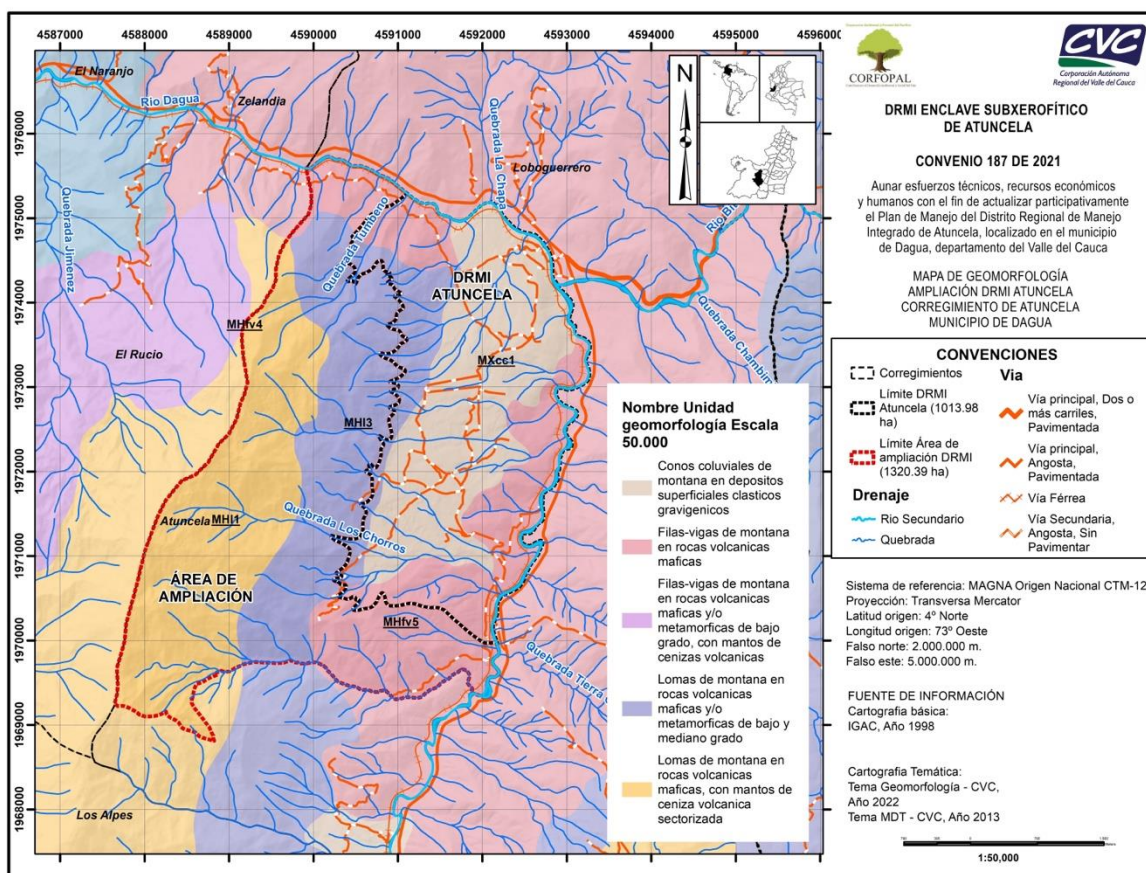 4587000 4588000 4589000 4590000 4591000 4592000 4593000 4594000 4595000 4596000
1976000
1975000
1974000
1973000
1972000
1971000
1970000
1969000
1968000
El Naranjo
Rio Dagua
Zelandia
Quebrada La Chapa
Loboguerrero
Quebrada Jimenez
Quebrada Tumbeno
DRMI
ATUNCELA
Quebrada Chambim
MHfv4
El Rucio
MXcc1
MHI3
Quebrada Los Chorros
Atuncela
MHI1
ÁREA DE
AMPLIACIÓN
MHfv5
Quebrada Tierra
Los Alpes
N
Nombre Unidad
geomorfología Escala
50.000
Conos coluviales de
montana en depositos
superficiales clasticos
gravigenicos
Filas-vigas de montana
en rocas volcanicas
maficas
Filas-vigas de montana
en rocas volcanicas
maficas y/o
metamorficas de bajo
grado, con mantos de
cenizas volcanicas
Lomas de montana en
rocas volcanicas
maficas y/o
metamorficas de bajo y
mediano grado
Lomas de montana en
rocas volcanicas
maficas, con mantos de
ceniza volcanica
sectorizada
CORFOPAL
CVC
Corporación Autónoma
Regional del Valle del Cauca
DRMI ENCLAVE SUBXEROFÍTICO
DE ATUNCELA
CONVENIO 187 DE 2021
Aunar esfuerzos técnicos, recursos económicos
y humanos con el fin de actualizar participativamente
el Plan de Manejo del Distrito Regional de Manejo
Integrado de Atuncela, localizado en el municipio
de Dagua, departamento del Valle del Cauca
MAPA DE GEOMORFOLOGÍA
AMPLIACIÓN DRMI ATUNCELA
CORREGIMIENTO DE ATUNCELA
MUNICIPIO DE DAGUA
CONVENCIONES
Corregimientos
Límite DRMI
Atuncela (1013.98
ha)
Límite Área de
ampliación DRMI
(1320.39 ha)
Drenaje
Rio Secundario
Quebrada
Via
Vía principal, Dos o
más carriles,
Pavimentada
Vía principal,
Angosta,
Pavimentada
Vía Férrea
Vía Secundaria,
Angosta, Sin
Pavimentar
Sistema de referencia: MAGNA Origen Nacional CTM-12
Proyección: Transversa Mercator
Latitud origen: 4º Norte
Longitud origen: 73º Oeste
Falso norte: 2.000.000 m.
Falso este: 5.000.000 m.
FUENTE DE INFORMACIÓN
Cartografía básica:
IGAC, Año 1998
Cartografía Temática:
Tema Geomorfología - CVC,
Año 2022
Tema MDT - CVC, Año 2013
1:50,000